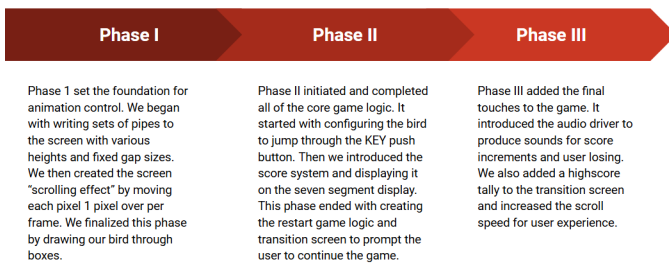 Phase I
Phase II
Phase III
Phase 1 set the foundation for
animation control. We began
with writing sets of pipes to
the screen with various
heights and fixed gap sizes.
We then created the screen
“scrolling effect” by moving
each pixel 1 pixel over per
frame. We finalized this phase
by drawing our bird through
boxes.
Phase II initiated and completed
all of the core game logic. It
started with configuring the bird
to jump through the KEY push
button. Then we introduced the
score system and displaying it
on the seven segment display.
This phase ended with creating
the restart game logic and
transition screen to prompt the
user to continue the game.
Phase III added the final
touches to the game. It
introduced the audio driver to
produce sounds for score
increments and user losing.
We also added a highscore
tally to the transition screen
and increased the scroll
speed for user experience.